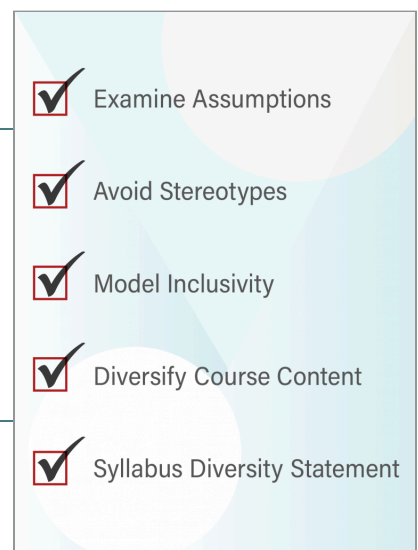 Examine Assumptions
Avoid Stereotypes
Model Inclusivity
Diversify Course Content
Syllabus Diversity Statement